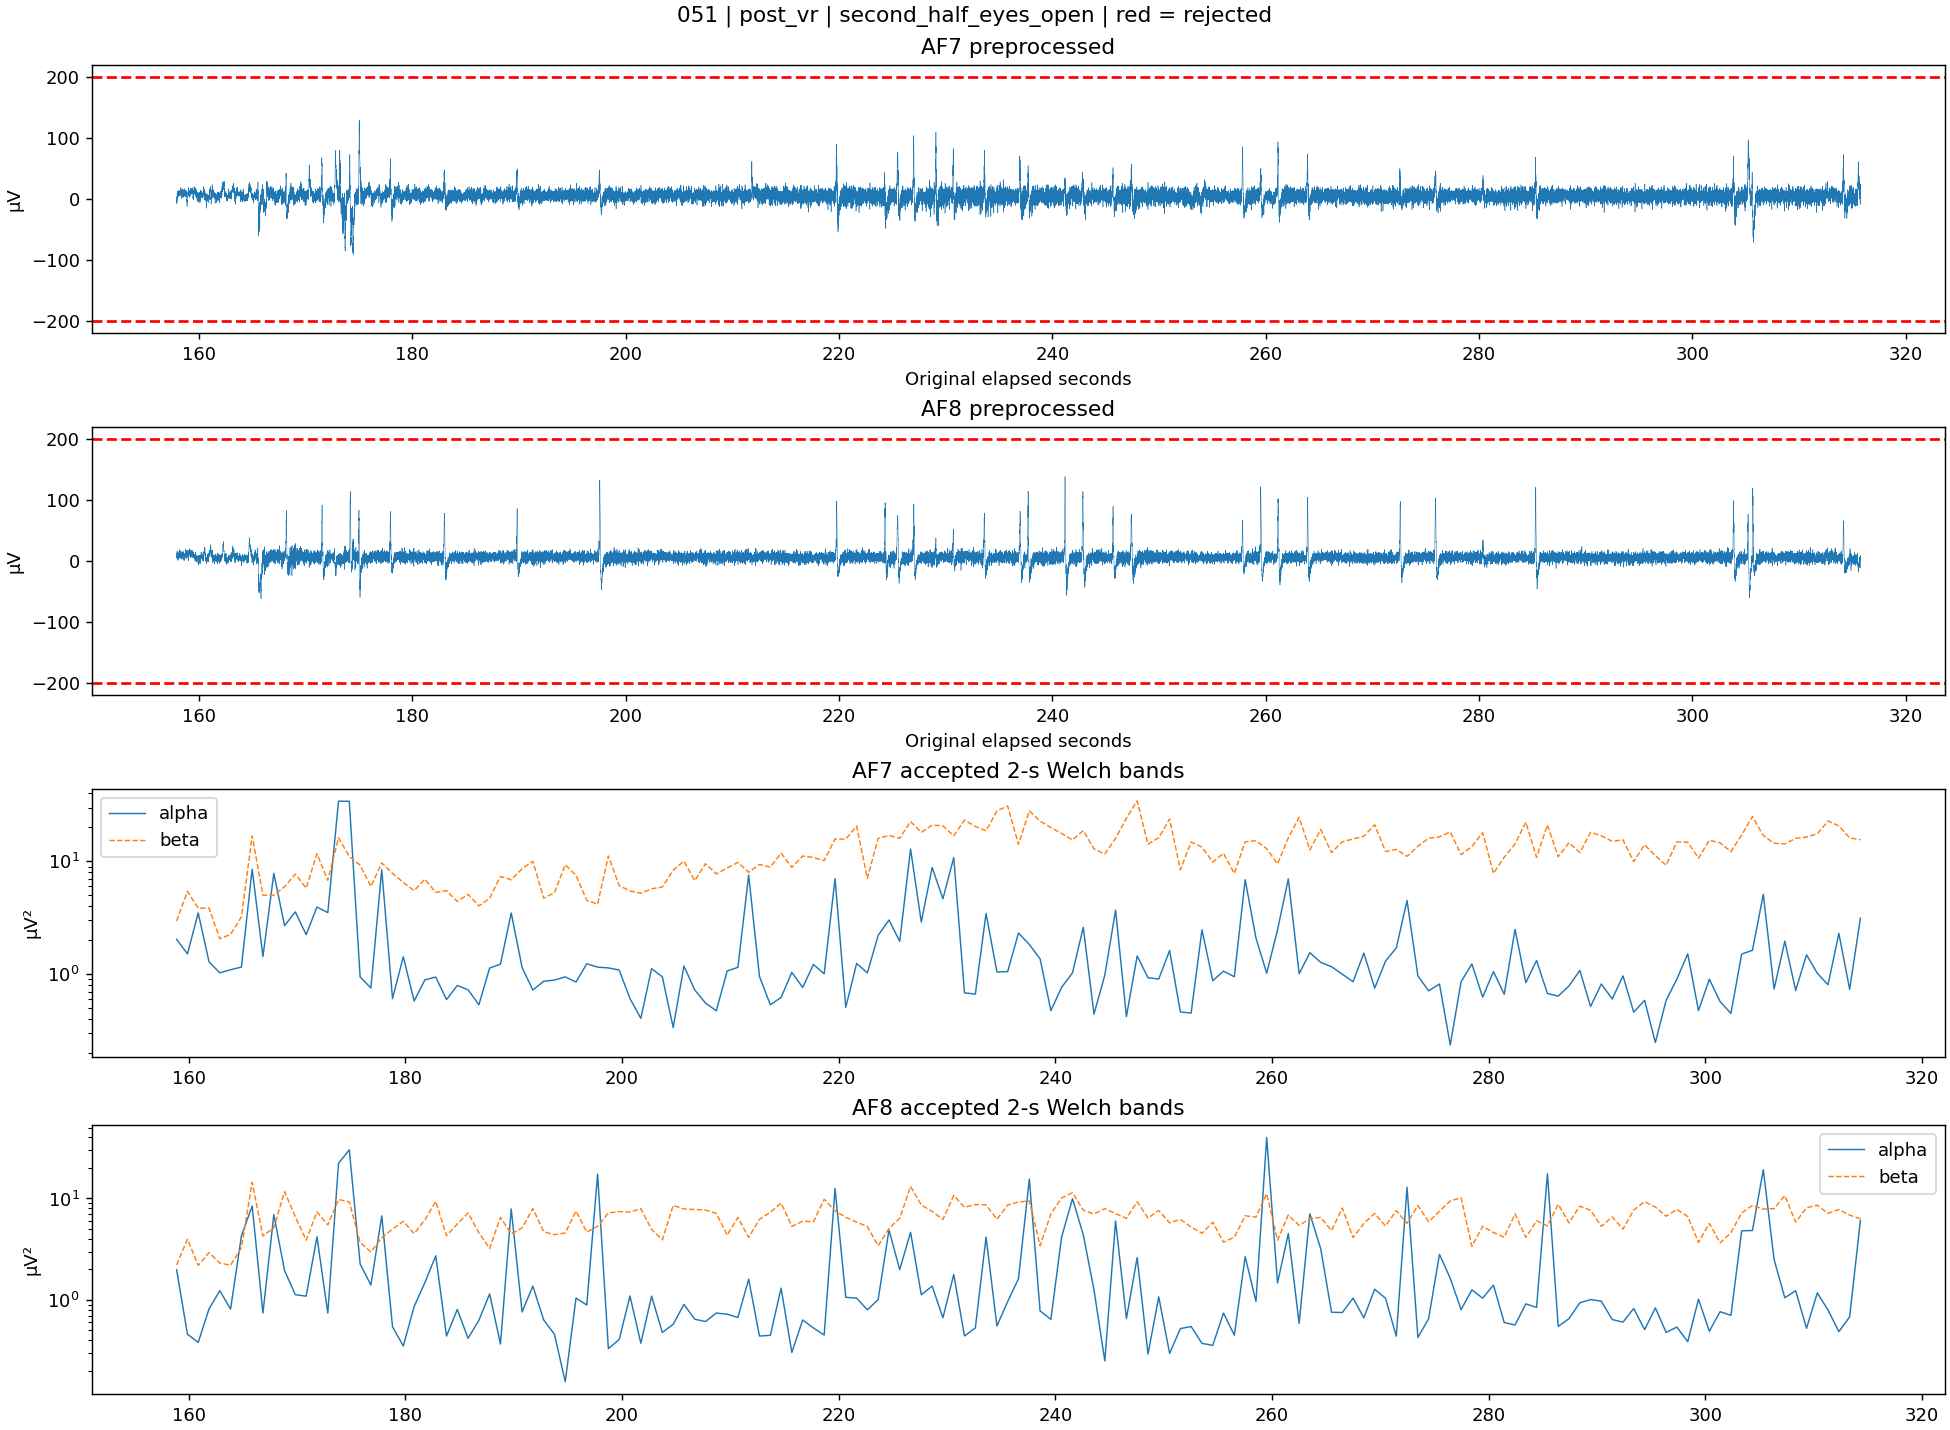 051 | post_vr | second_half_eyes_open | red = rejected
AF7 preprocessed
200
100
0
−100
−200
µV
160 180 200 220 240 260 280 300 320
Original elapsed seconds
AF8 preprocessed
200
100
0
−100
−200
µV
160 180 200 220 240 260 280 300 320
Original elapsed seconds
AF7 accepted 2-s Welch bands
alpha
beta
10¹
10⁰
µV²
160 180 200 220 240 260 280 300 320
AF8 accepted 2-s Welch bands
alpha
beta
10¹
10⁰
µV²
160 180 200 220 240 260 280 300 320